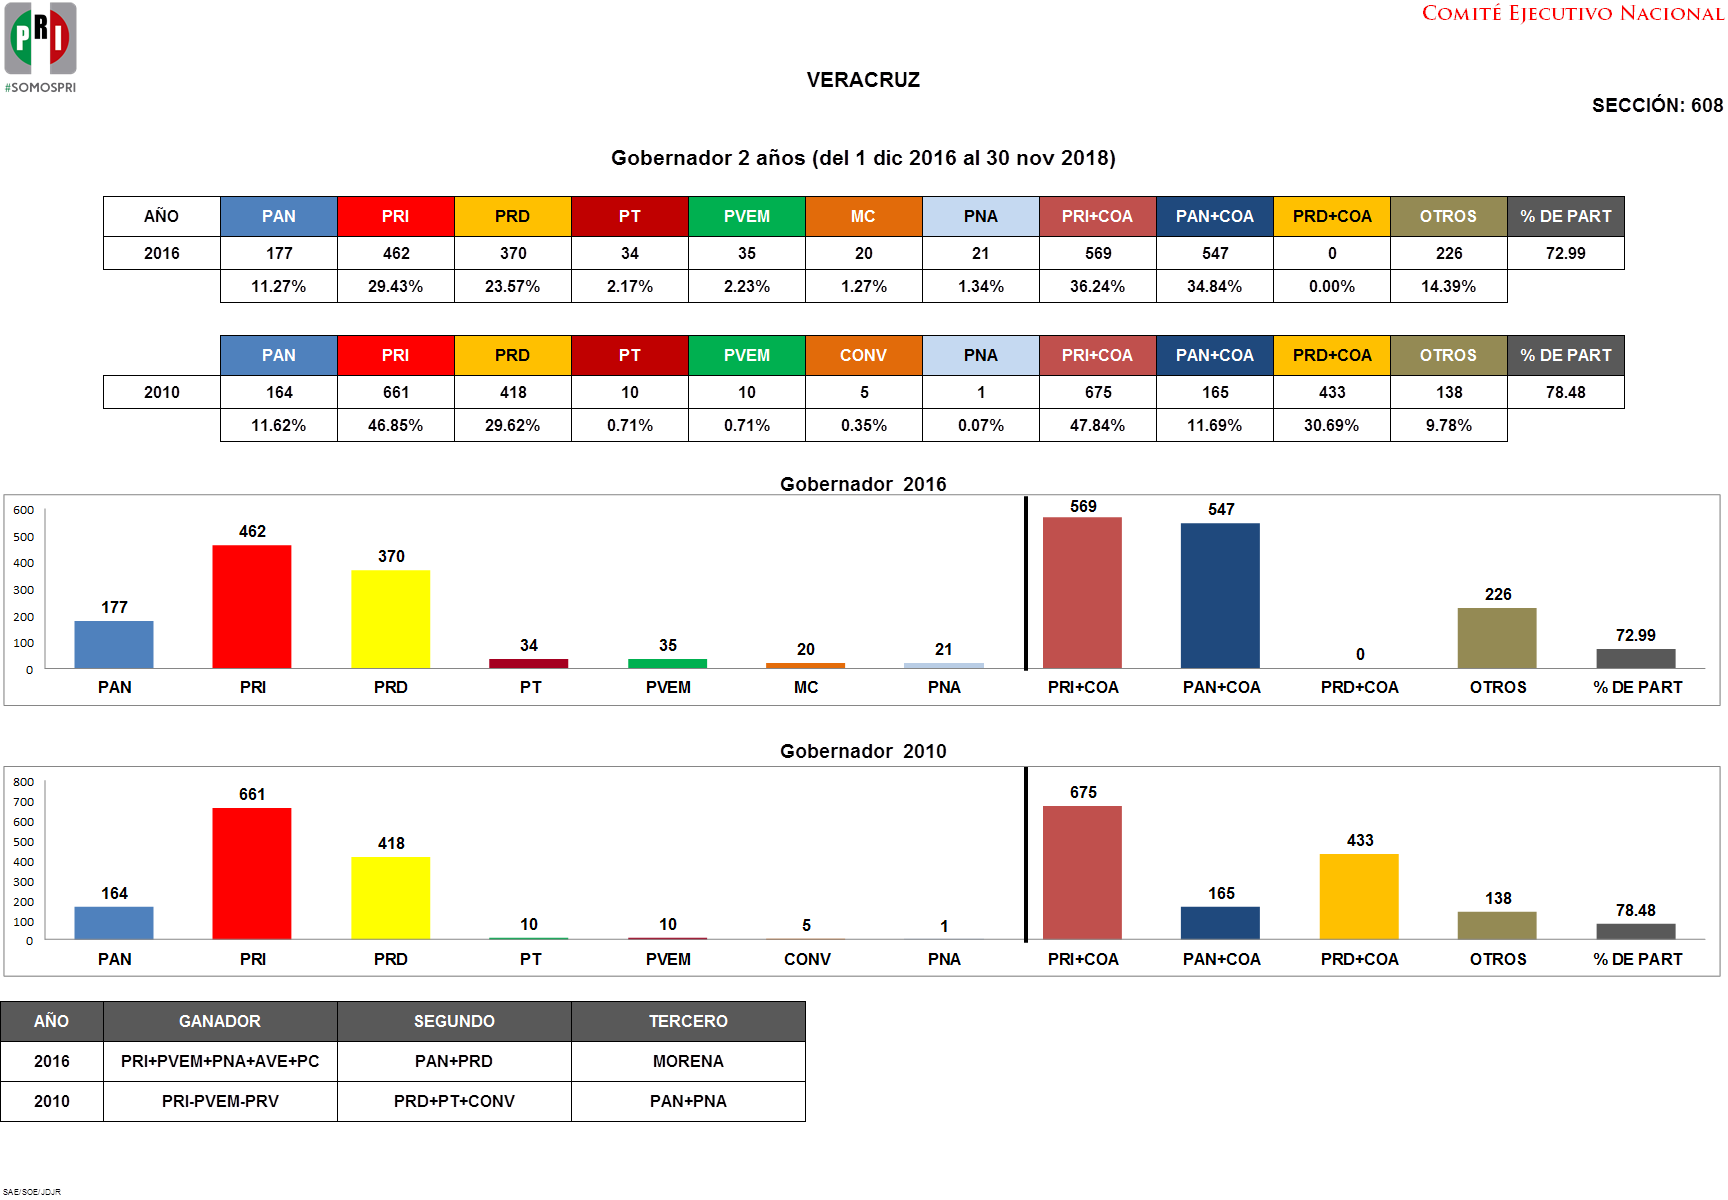 PRI
#SOMOSPRI
COMITÉ EJECUTIVO NACIONAL
VERACRUZ
SECCIÓN: 608
Gobernador 2 años (del 1 dic 2016 al 30 nov 2018)
AÑO PAN PRI PRD PT PVEM MC PNA PRI+COA PAN+COA PRD+COA OTROS % DE PART
2016 177 462 370 34 35 20 21 569 547 0 226 72.99
11.27% 29.43% 23.57% 2.17% 2.23% 1.27% 1.34% 36.24% 34.84% 0.00% 14.39%
PAN PRI PRD PT PVEM CONV PNA PRI+COA PAN+COA PRD+COA OTROS % DE PART
2010 164 661 418 10 10 5 1 675 165 433 138 78.48
11.62% 46.85% 29.62% 0.71% 0.71% 0.35% 0.07% 47.84% 11.69% 30.69% 9.78%
Gobernador 2016
600
500
400
300
200
100
0
177 462 370 34 35 20 21 569 547 0 226 72.99
PAN PRI PRD PT PVEM MC PNA PRI+COA PAN+COA PRD+COA OTROS % DE PART
Gobernador 2010
800
700
600
500
400
300
200
100
0
164 661 418 10 10 5 1 675 165 433 138 78.48
PAN PRI PRD PT PVEM CONV PNA PRI+COA PAN+COA PRD+COA OTROS % DE PART
AÑO GANADOR SEGUNDO TERCERO
2016 PRI+PVEM+PNA+AVE+PC PAN+PRD MORENA
2010 PRI-PVEM-PRV PRD+PT+CONV PAN+PNA
SAE/SOE/JDJR